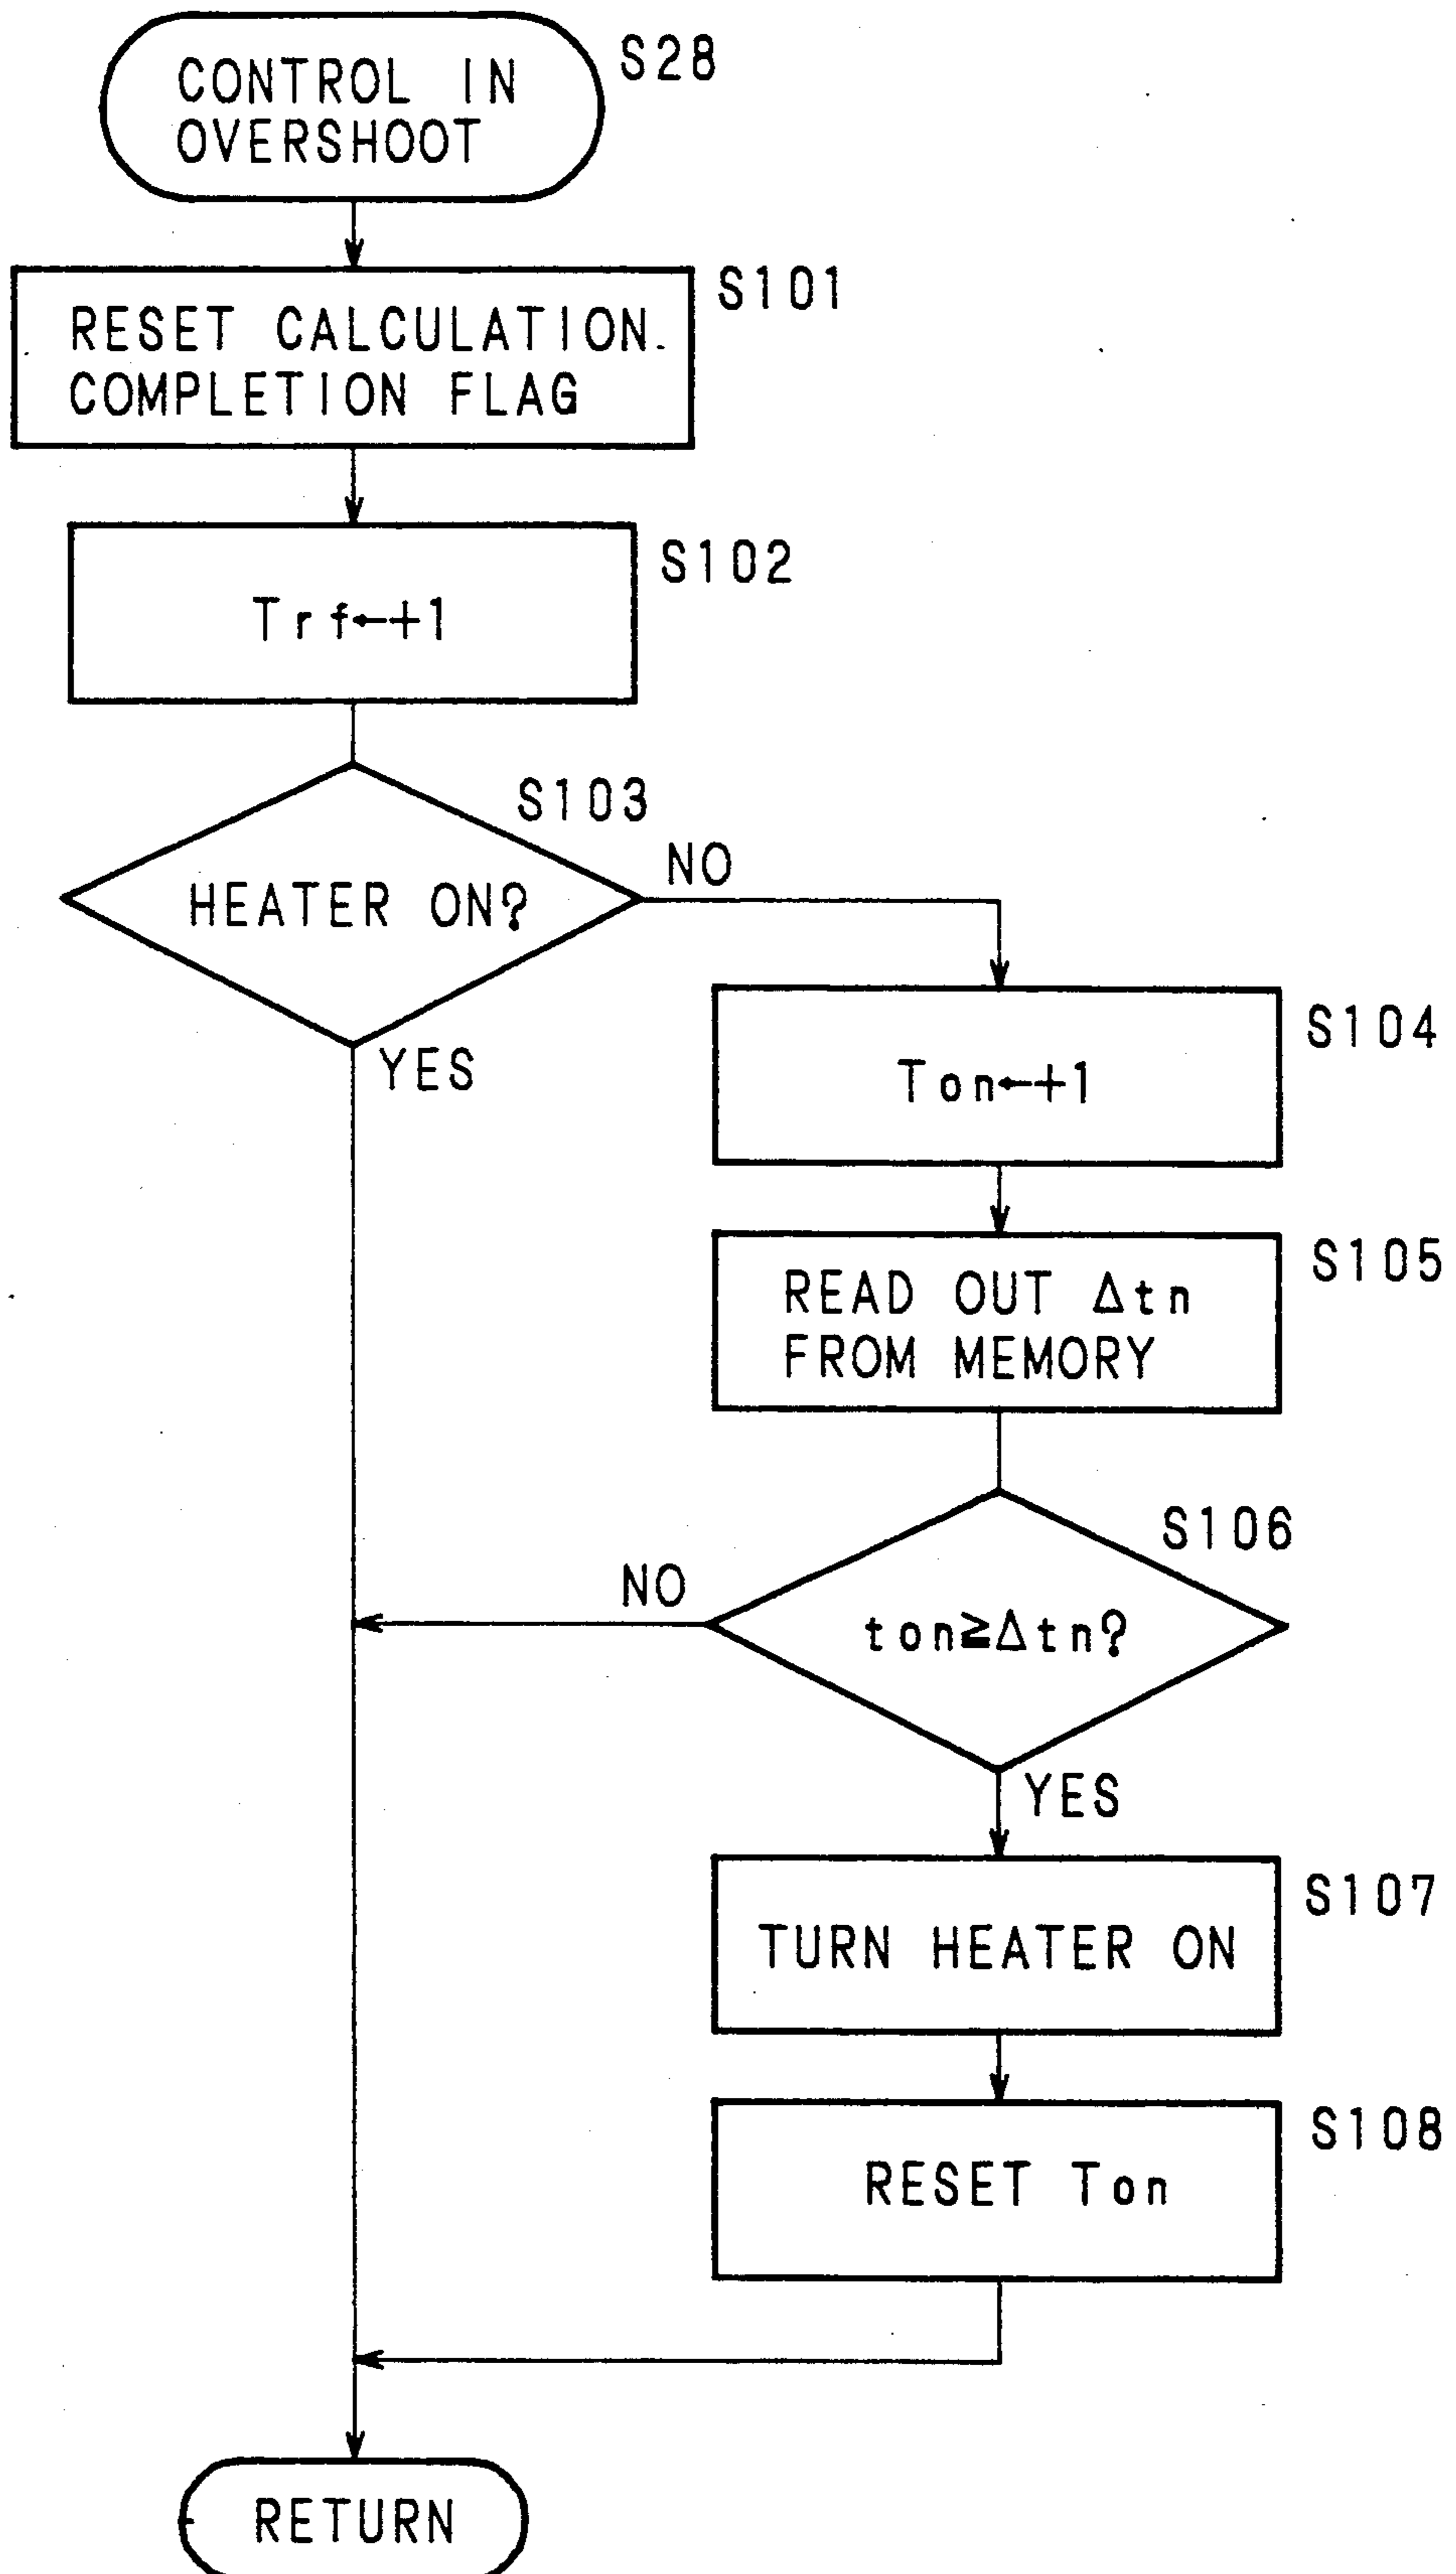 CONTROL IN
OVERSHOOT
S28
RESET CALCULATION
COMPLETION FLAG
S101
Trf←+1
S102
HEATER ON?
S103
NO
YES
Ton←+1
S104
READ OUT Δtn
FROM MEMORY
S105
ton≧Δtn?
S106
NO
YES
TURN HEATER ON
S107
RESET Ton
S108
RETURN